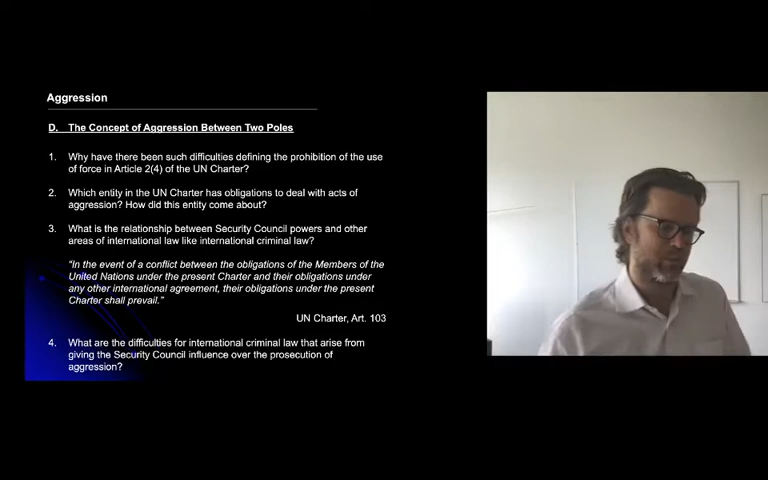 Aggression
D. The Concept of Aggression Between Two Poles
1. Why have there been such difficulties defining the prohibition of the use
of force in Article 2(4) of the UN Charter?
2. Which entity in the UN Charter has obligations to deal with acts of
aggression? How did this entity come about?
3. What is the relationship between Security Council powers and other
areas of international law like international criminal law?
"In the event of a conflict between the obligations of the Members of the
United Nations under the present Charter and their obligations under
any other international agreement, their obligations under the present
Charter shall prevail."
UN Charter, Art. 103
4. What are the difficulties for international criminal law that arise from
giving the Security Council influence over the prosecution of
aggression?